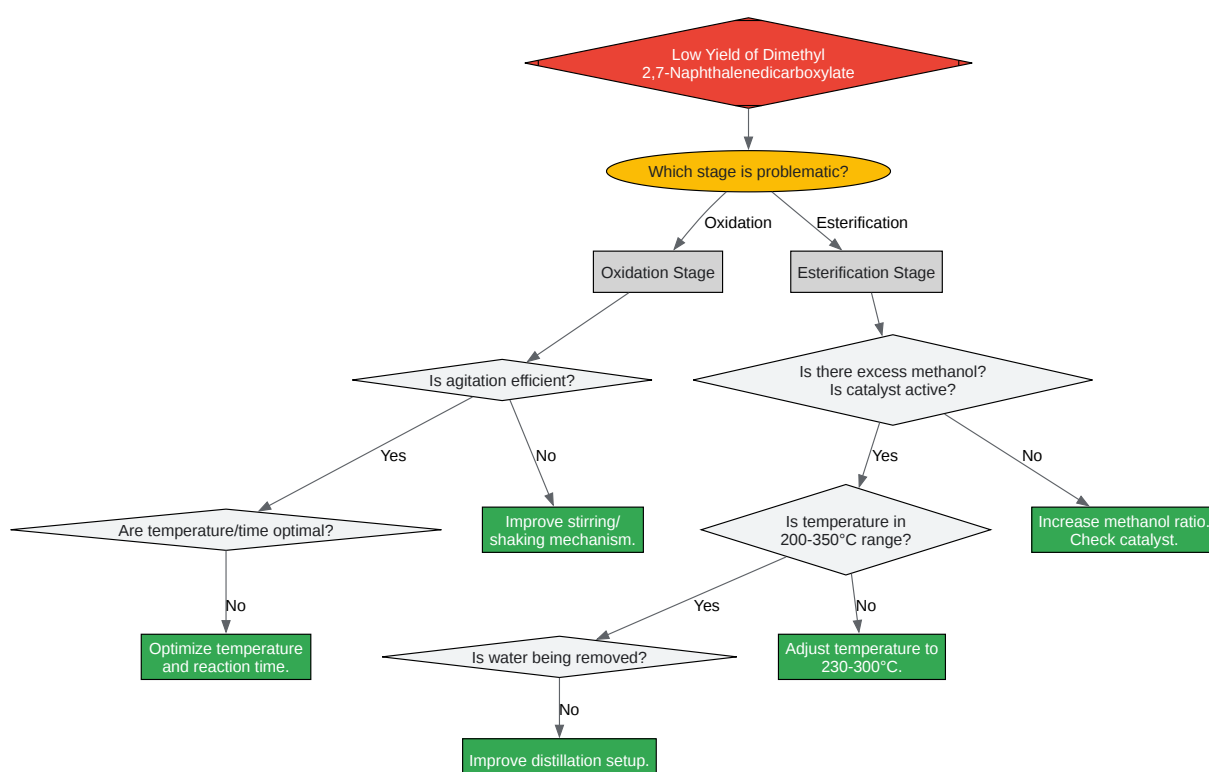 Low Yield of Dimethyl
2,7-Naphthalenedicarboxylate
Which stage is problematic?
Oxidation
Esterification
Oxidation Stage
Esterification Stage
Is agitation efficient?
Is there excess methanol?
Is catalyst active?
Yes
No
Yes
No
Are temperature/time optimal?
Improve stirring/
shaking mechanism.
Is temperature in
200-350°C range?
Increase methanol ratio.
Check catalyst.
No
Yes
No
Optimize temperature
and reaction time.
Is water being removed?
Adjust temperature to
230-300°C.
No
Improve distillation setup.